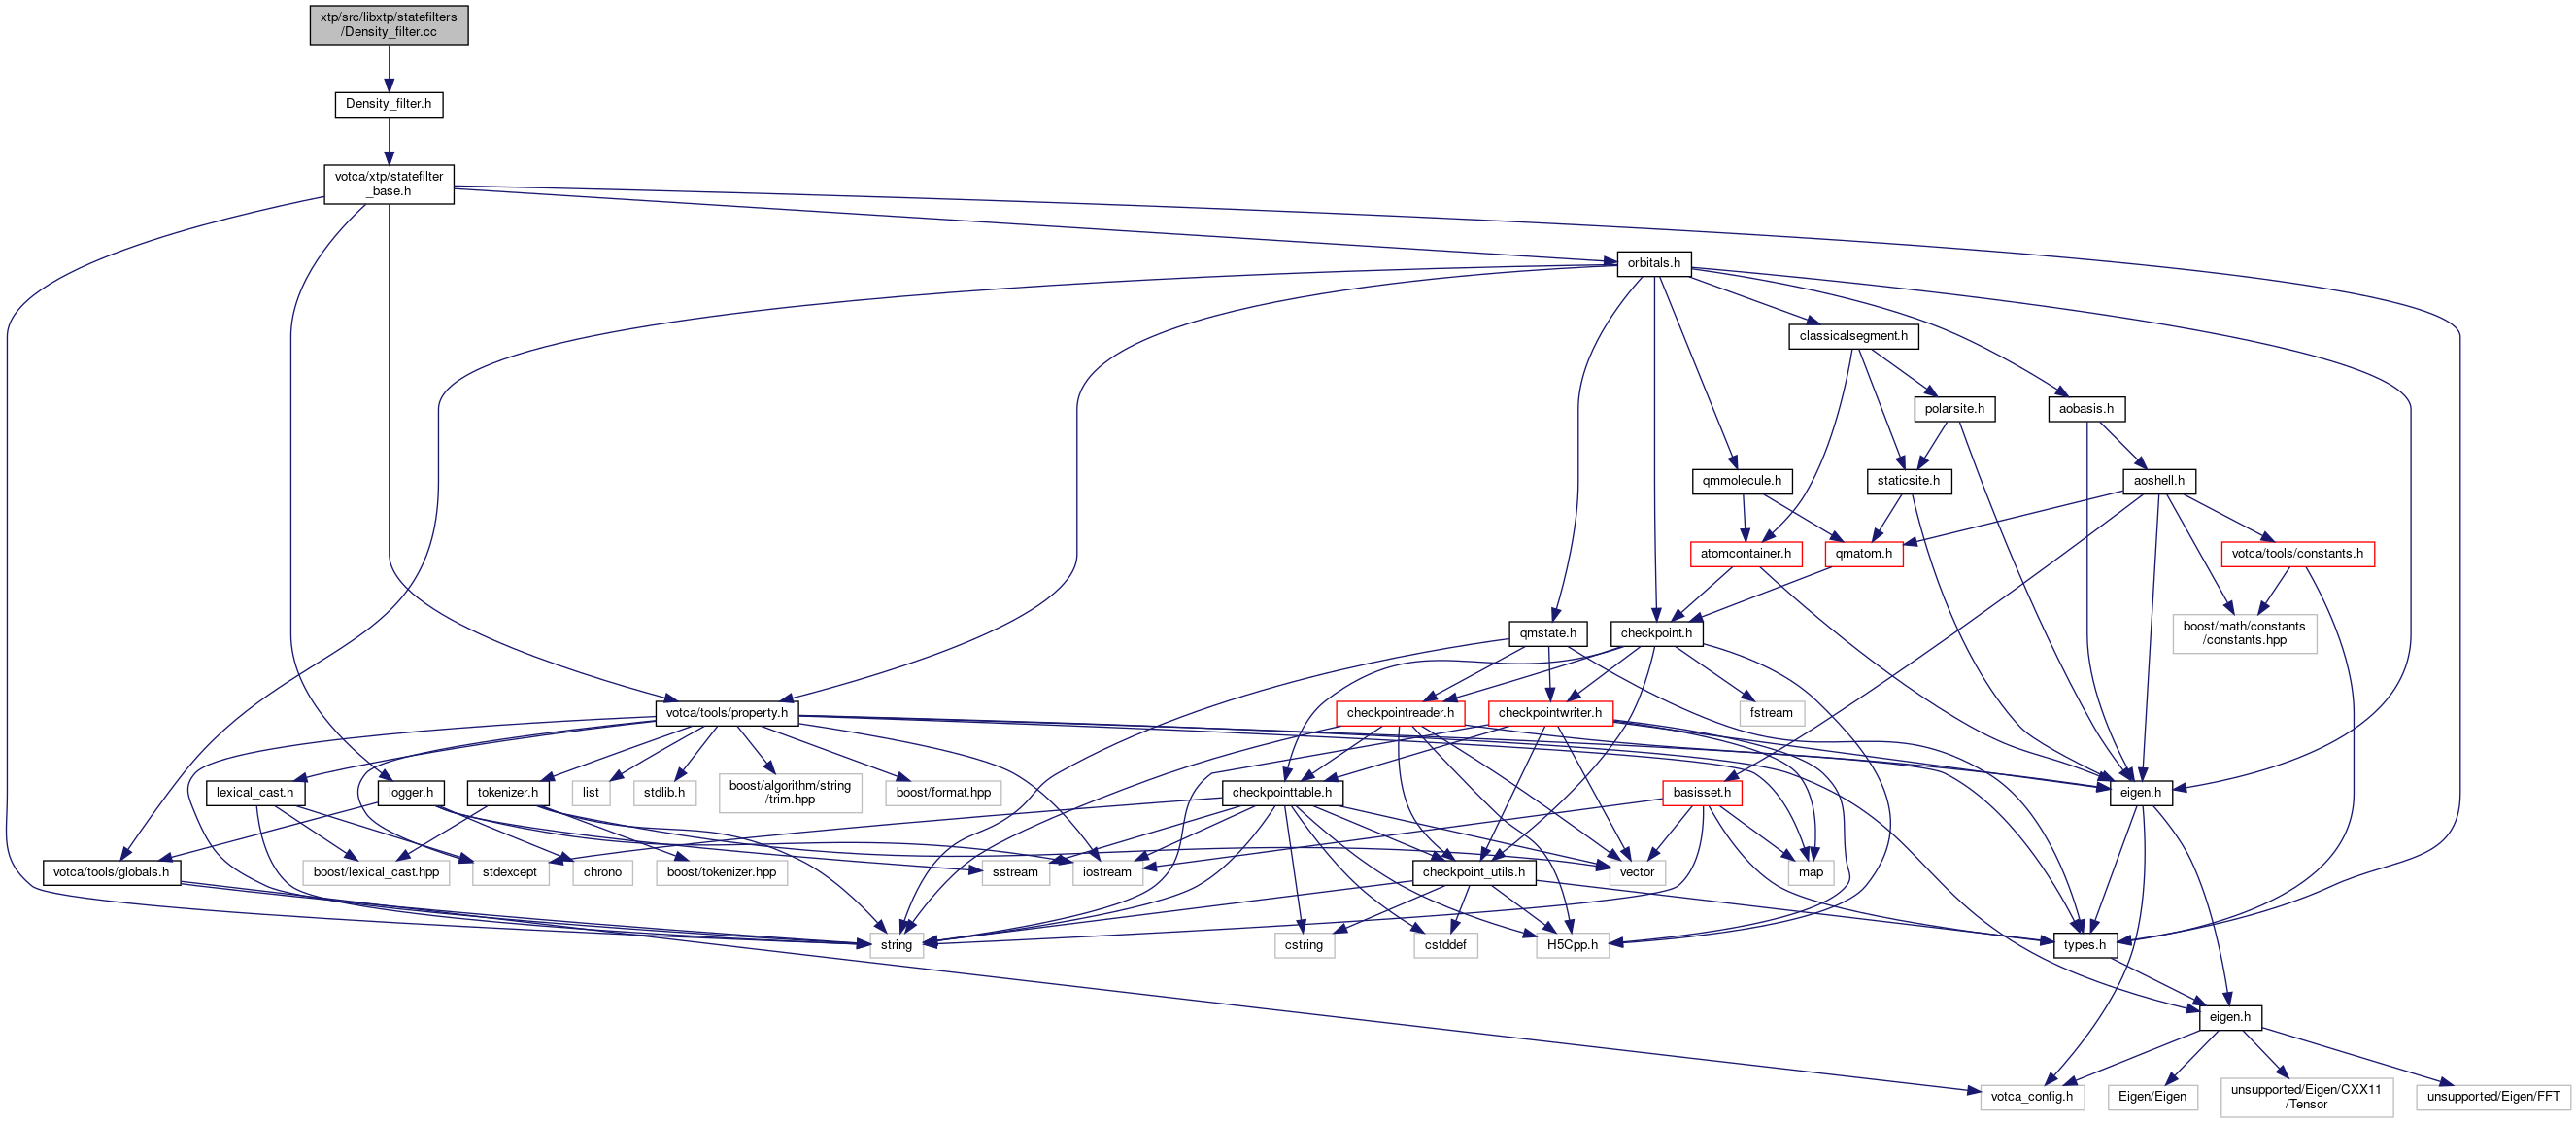 xtp/src/libxtp/statefilters
/Density_filter.cc
Density_filter.h
votca/xtp/statefilter
_base.h
orbitals.h
classicalsegment.h
polarsite.h
aobasis.h
qmmolecule.h
staticsite.h
aoshell.h
atomcontainer.h
qmatom.h
votca/tools/constants.h
qmstate.h
checkpoint.h
boost/math/constants
/constants.hpp
votca/tools/property.h
checkpointreader.h
checkpointwriter.h
fstream
lexical_cast.h
logger.h
tokenizer.h
list
stdlib.h
boost/algorithm/string
/trim.hpp
boost/format.hpp
checkpointtable.h
basisset.h
eigen.h
votca/tools/globals.h
boost/lexical_cast.hpp
stdexcept
chrono
boost/tokenizer.hpp
sstream
iostream
checkpoint_utils.h
vector
map
string
cstring
cstddef
H5Cpp.h
types.h
eigen.h
votca_config.h
Eigen/Eigen
unsupported/Eigen/CXX11
/Tensor
unsupported/Eigen/FFT